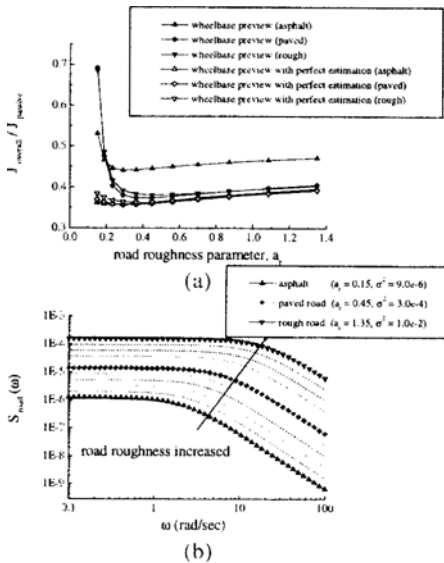 wheelbase preview (asphalt)
wheelbase preview (paved)
wheelbase preview (rough)
wheelbase preview with perfect estimation (asphalt)
wheelbase preview with perfect estimation (paved)
wheelbase preview with perfect estimation (rough)
J overall / J passive
0.7
0.6
0.5
0.4
0.3
0.0 0.2 0.4 0.6 0.8 1.0 1.2 1.4
road roughness parameter, a_r
(a)
asphalt (a_r = 0.15, σ² = 9.0e-6)
paved road (a_r = 0.45, σ² = 3.0e-4)
rough road (a_r = 1.35, σ² = 1.0e-2)
S_road (ω)
1E-3
1E-4
1E-5
1E-6
1E-7
1E-8
1E-9
road roughness increased
0.1 1 10 100
ω (rad/sec)
(b)